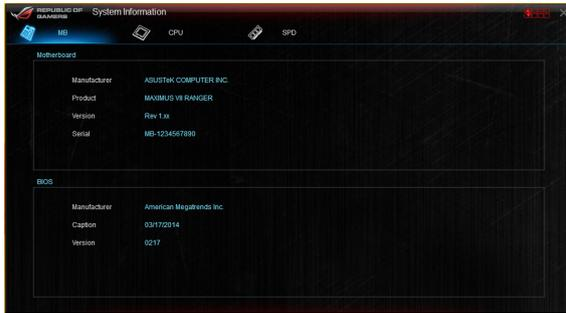 REPUBLIC OF GAMERS System Information
MB CPU SPD
Motherboard
Manufacturer ASUSTeK COMPUTER INC.
Product MAXIMUS VII RANGER
Version Rev 1.xx
Serial MB-1234567890
BIOS
Manufacturer American Megatrends Inc.
Caption 03/17/2014
Version 0217